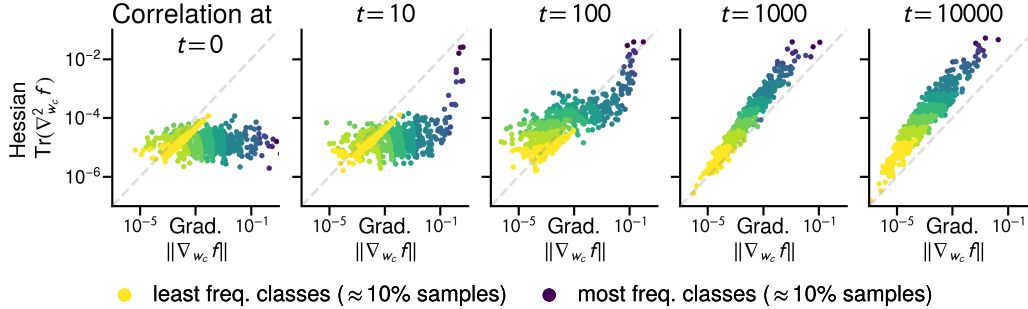 Correlation at
t=0
t=10
t=100
t=1000
t=10000
Hessian
Tr(∇²_{w_c} f)
10⁻²
10⁻⁴
10⁻⁶
10⁻⁵ Grad. 10⁻¹
‖∇_{w_c} f‖
10⁻⁵ Grad. 10⁻¹
‖∇_{w_c} f‖
10⁻⁵ Grad. 10⁻¹
‖∇_{w_c} f‖
10⁻⁵ Grad. 10⁻¹
‖∇_{w_c} f‖
10⁻⁵ Grad. 10⁻¹
‖∇_{w_c} f‖
least freq. classes (≈10% samples)
most freq. classes (≈10% samples)